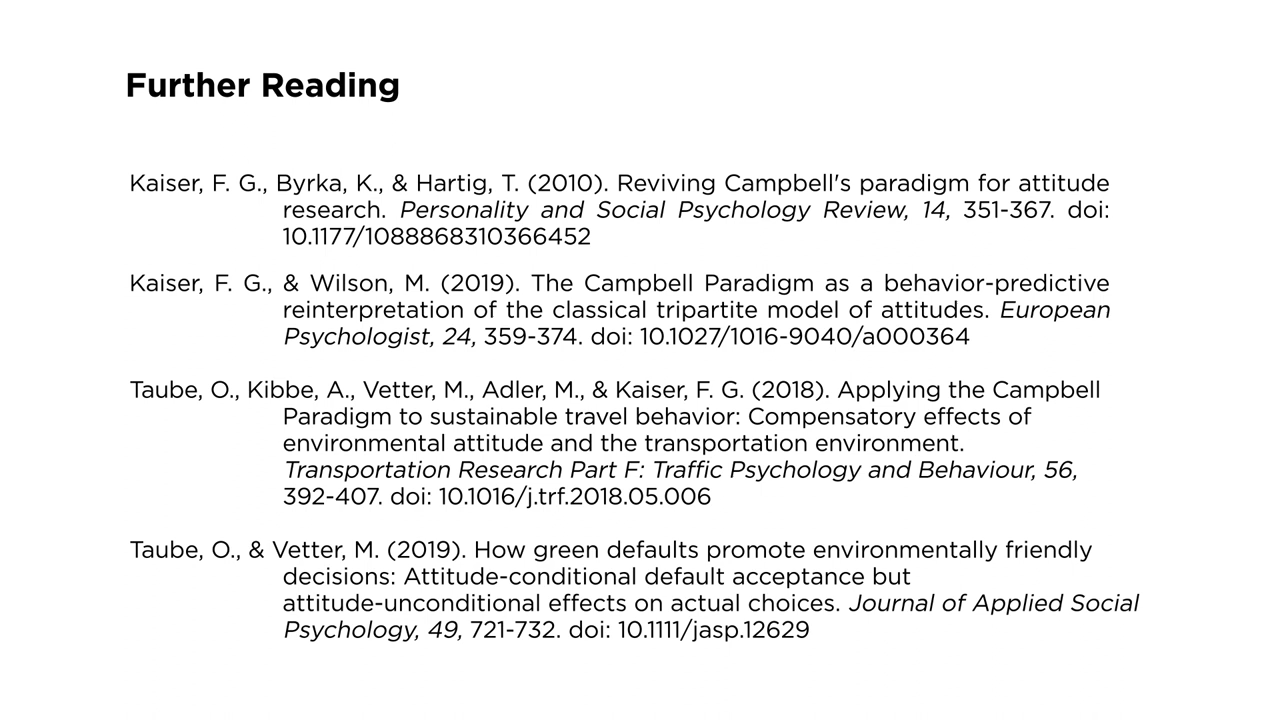 Further Reading
Kaiser, F. G., Byrka, K., & Hartig, T. (2010). Reviving Campbell's paradigm for attitude
research. Personality and Social Psychology Review, 14, 351-367. doi:
10.1177/1088868310366452
Kaiser, F. G., & Wilson, M. (2019). The Campbell Paradigm as a behavior-predictive
reinterpretation of the classical tripartite model of attitudes. European
Psychologist, 24, 359-374. doi: 10.1027/1016-9040/a000364
Taube, O., Kibbe, A., Vetter, M., Adler, M., & Kaiser, F. G. (2018). Applying the Campbell
Paradigm to sustainable travel behavior: Compensatory effects of
environmental attitude and the transportation environment.
Transportation Research Part F: Traffic Psychology and Behaviour, 56,
392-407. doi: 10.1016/j.trf.2018.05.006
Taube, O., & Vetter, M. (2019). How green defaults promote environmentally friendly
decisions: Attitude-conditional default acceptance but
attitude-unconditional effects on actual choices. Journal of Applied Social
Psychology, 49, 721-732. doi: 10.1111/jasp.12629